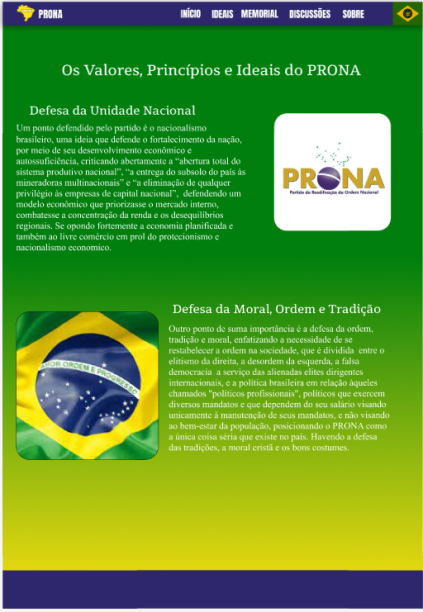 PRONA
INÍCIO IDEAIS MEMORIAL DISCUSSÕES SOBRE
Os Valores, Princípios e Ideais do PRONA
Defesa da Unidade Nacional
Um ponto defendido pelo partido é o nacionalismo
brasileiro, uma ideia que defende o fortalecimento da nação,
por meio de seu desenvolvimento econômico e
autossuficiência, criticando abertamente a “abertura total do
sistema produtivo nacional”, “a entrega do subsolo do país às
mineradoras multinacionais” e “a eliminação de qualquer
privilégio às empresas de capital nacional”, defendendo um
modelo econômico que priorizasse o mercado interno,
combatesse a concentração da renda e os desequilíbrios
regionais. Se opondo fortemente a economia planificada e
também ao livre comércio em prol do protecionismo e
nacionalismo economico.
PRONA
Partido de Reedificação da Ordem Nacional
Defesa da Moral, Ordem e Tradição
Outro ponto de suma importância é a defesa da ordem,
tradição e moral, enfatizando a necessidade de se
restabelecer a ordem na sociedade, que é dividida entre o
elitismo da direita, a desordem da esquerda, a falsa
democracia a serviço das alienadas elites dirigentes
internacionais, e a política brasileira em relação àqueles
chamados "políticos profissionais", políticos que exercem
diversos mandatos e que dependem do seu salário visando
unicamente à manutenção de seus mandatos, e não visando
ao bem-estar da população, posicionando o PRONA como
a única coisa séria que existe no país. Havendo a defesa
das tradições, a moral cristã e os bons costumes.
AMOR ORDEM E PROGRESSO